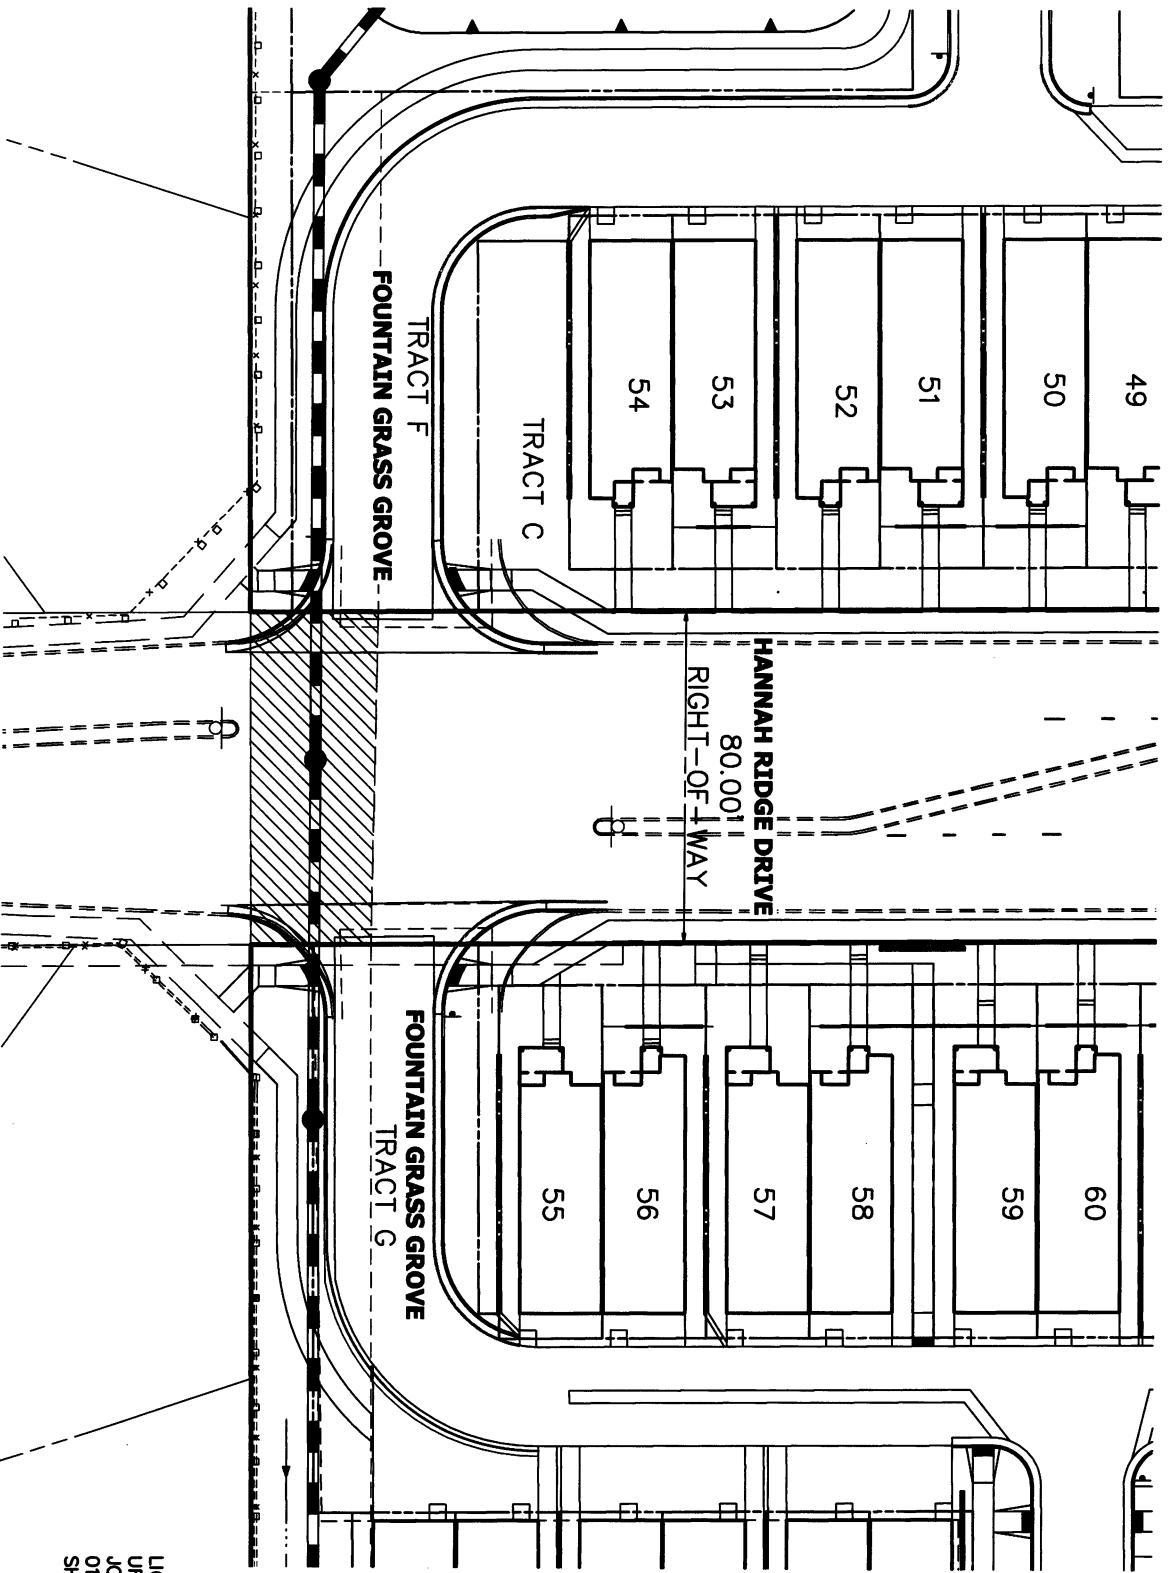 49
50
51
52
53
54
TRACT C
TRACT F
FOUNTAIN GRASS GROVE
HANNAH RIDGE DRIVE
80.00'
RIGHT-OF-WAY
60
59
58
57
56
55
FOUNTAIN GRASS GROVE
TRACT G